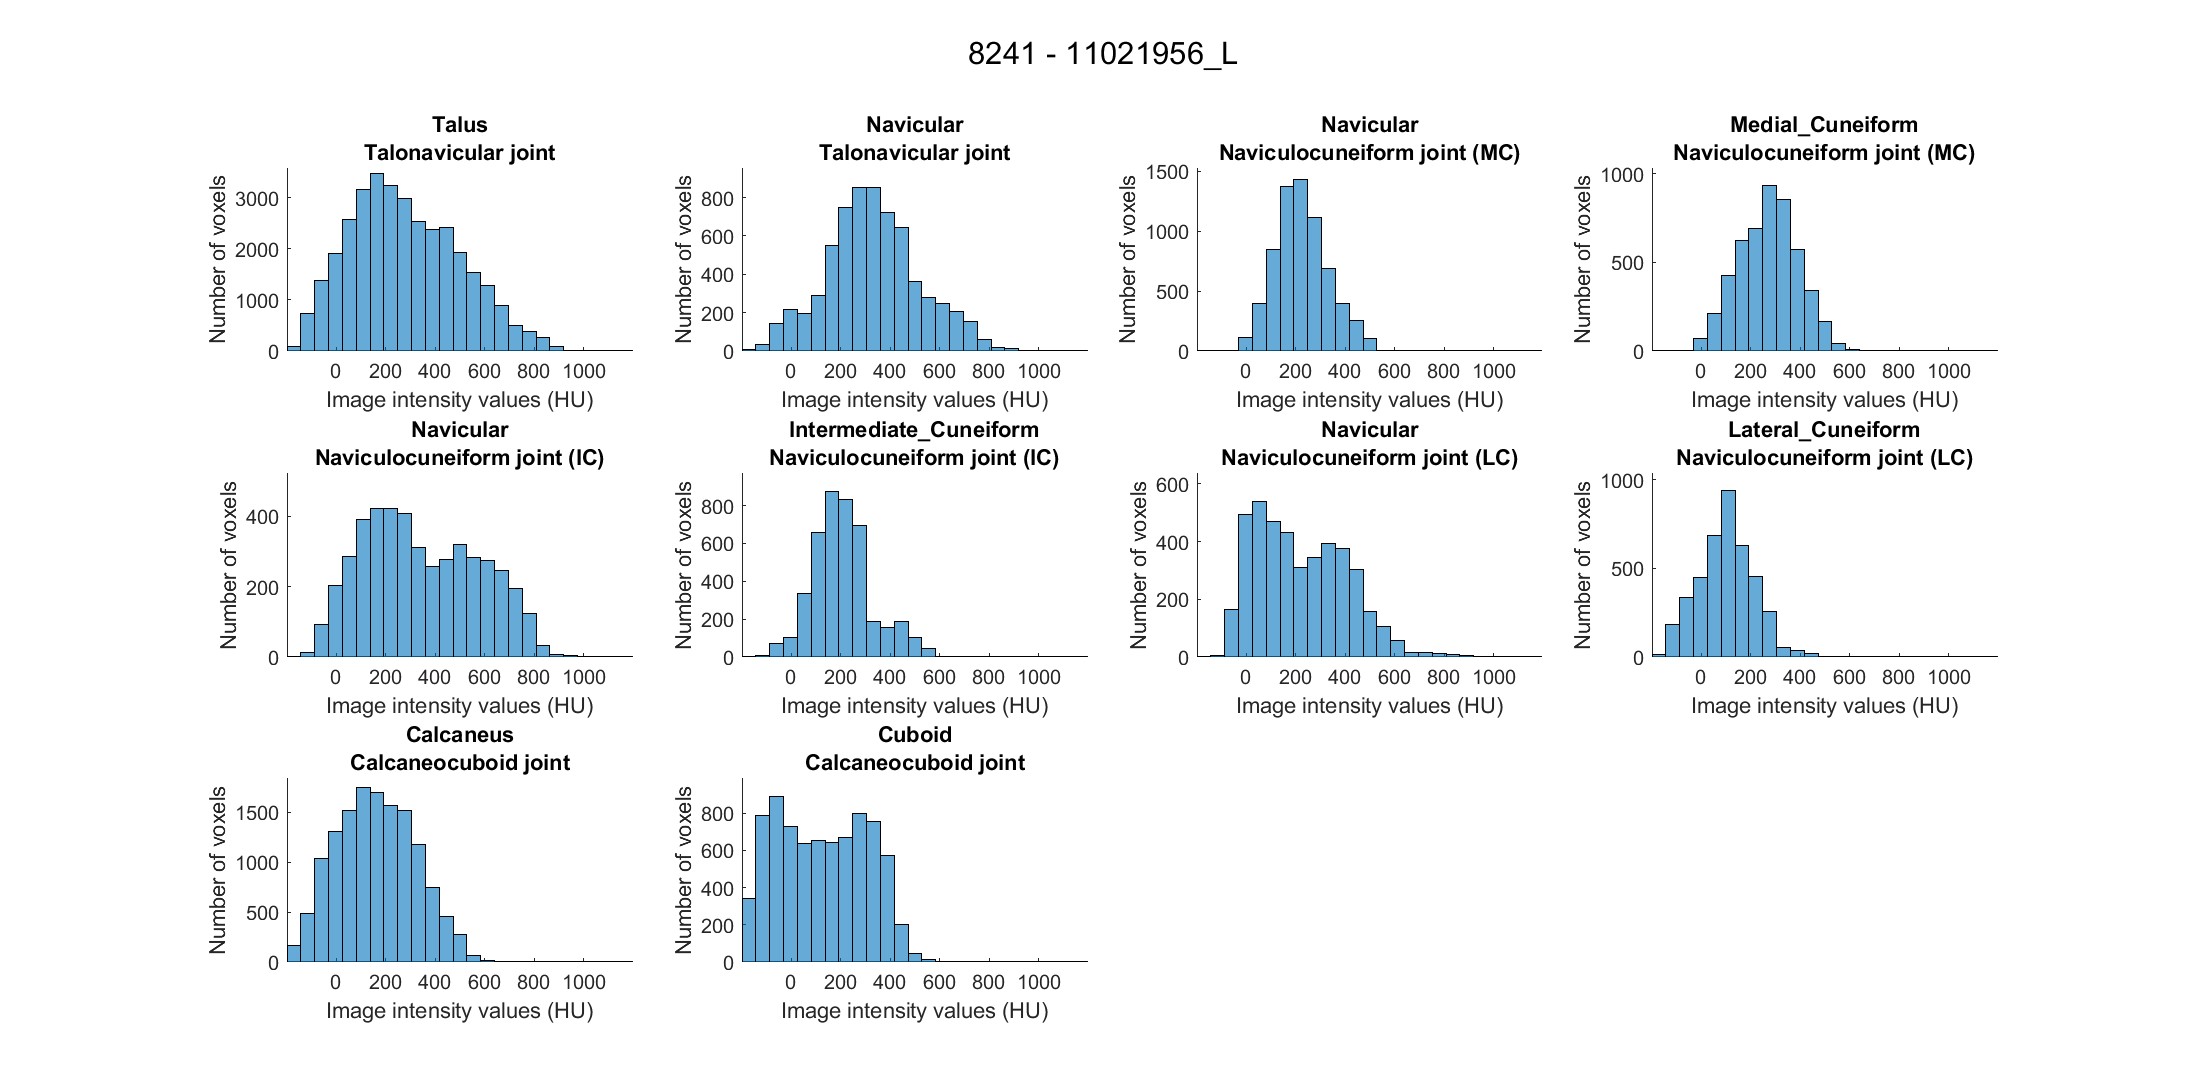 8241 - 11021956_L
Talus
Talonavicular joint
Number of voxels
3000
2000
1000
0
0 200 400 600 800 1000
Image intensity values (HU)
Navicular
Talonavicular joint
Number of voxels
800
600
400
200
0
0 200 400 600 800 1000
Image intensity values (HU)
Navicular
Naviculocuneiform joint (MC)
Number of voxels
1500
1000
500
0
0 200 400 600 800 1000
Image intensity values (HU)
Medial_Cuneiform
Naviculocuneiform joint (MC)
Number of voxels
1000
500
0
0 200 400 600 800 1000
Image intensity values (HU)
Navicular
Naviculocuneiform joint (IC)
Number of voxels
400
200
0
0 200 400 600 800 1000
Image intensity values (HU)
Intermediate_Cuneiform
Naviculocuneiform joint (IC)
Number of voxels
800
600
400
200
0
0 200 400 600 800 1000
Image intensity values (HU)
Navicular
Naviculocuneiform joint (LC)
Number of voxels
600
400
200
0
0 200 400 600 800 1000
Image intensity values (HU)
Lateral_Cuneiform
Naviculocuneiform joint (LC)
Number of voxels
1000
500
0
0 200 400 600 800 1000
Image intensity values (HU)
Calcaneus
Calcaneocuboid joint
Number of voxels
1500
1000
500
0
0 200 400 600 800 1000
Image intensity values (HU)
Cuboid
Calcaneocuboid joint
Number of voxels
800
600
400
200
0
0 200 400 600 800 1000
Image intensity values (HU)